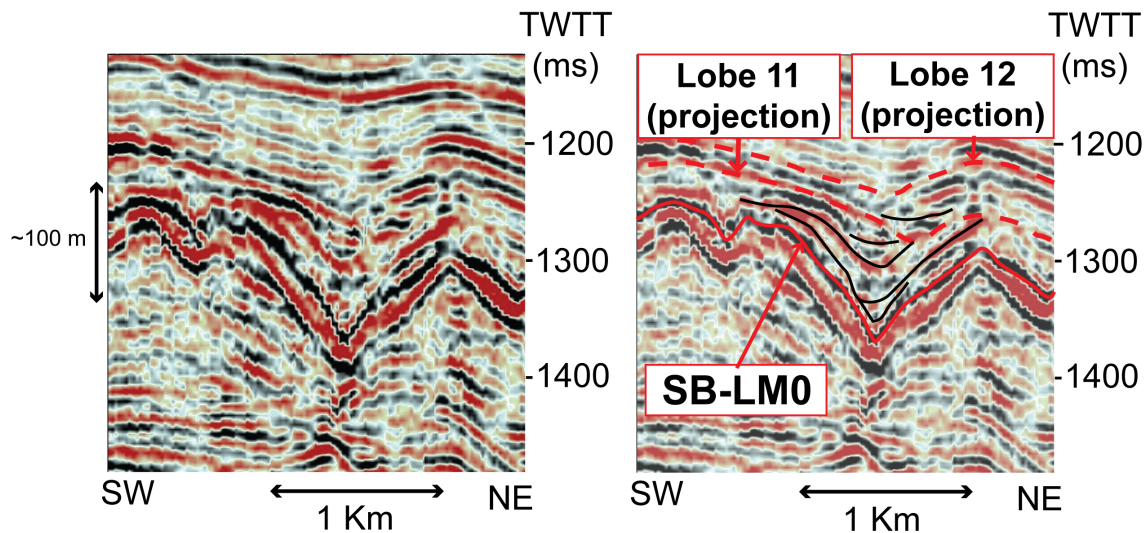 TWTT
(ms)
1200
1300
1400
~100 m
SW
NE
1 Km
TWTT
(ms)
Lobe 11
(projection)
Lobe 12
(projection)
1200
1300
1400
SB-LM0
SW
NE
1 Km